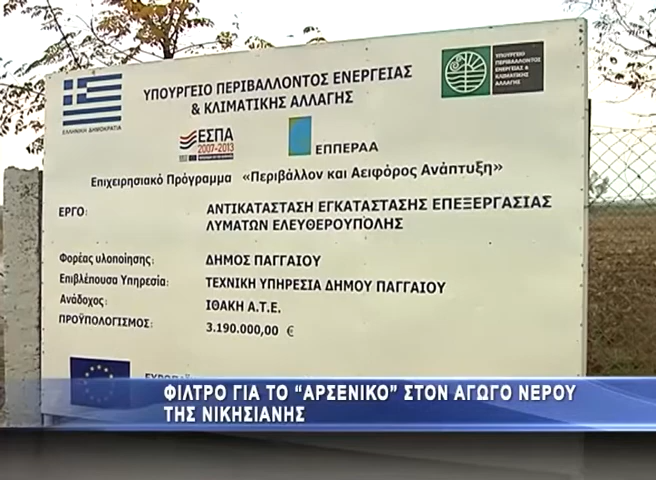 ΥΠΟΥΡΓΕΙΟ ΠΕΡΙΒΑΛΛΟΝΤΟΣ ΕΝΕΡΓΕΙΑΣ
& ΚΛΙΜΑΤΙΚΗΣ ΑΛΛΑΓΗΣ
ΕΛΛΗΝΙΚΗ ΔΗΜΟΚΡΑΤΙΑ
ΥΠΟΥΡΓΕΙΟ
ΠΕΡΙΒΑΛΛΟΝΤΟΣ
ΕΝΕΡΓΕΙΑΣ &
ΚΛΙΜΑΤΙΚΗΣ
ΑΛΛΑΓΗΣ
ΕΣΠΑ
2007-2013
ΕΠΠΕΡΑΑ
Επιχειρησιακό Πρόγραμμα «Περιβάλλον και Αειφόρος Ανάπτυξη»
ΕΡΓΟ: ΑΝΤΙΚΑΤΑΣΤΑΣΗ ΕΓΚΑΤΑΣΤΑΣΗΣ ΕΠΕΞΕΡΓΑΣΙΑΣ
ΛΥΜΑΤΩΝ ΕΛΕΥΘΕΡΟΥΠΟΛΗΣ
Φορέας υλοποίησης: ΔΗΜΟΣ ΠΑΓΓΑΙΟΥ
Επιβλέπουσα Υπηρεσία: ΤΕΧΝΙΚΗ ΥΠΗΡΕΣΙΑ ΔΗΜΟΥ ΠΑΓΓΑΙΟΥ
Ανάδοχος: ΙΘΑΚΗ Α.Τ.Ε.
ΠΡΟΫΠΟΛΟΓΙΣΜΟΣ: 3.190.000,00 €
ΦΙΛΤΡΟ ΓΙΑ ΤΟ “ΑΡΣΕΝΙΚΟ” ΣΤΟΝ ΑΓΩΓΟ ΝΕΡΟΥ
ΤΗΣ ΝΙΚΗΣΙΑΝΗΣ